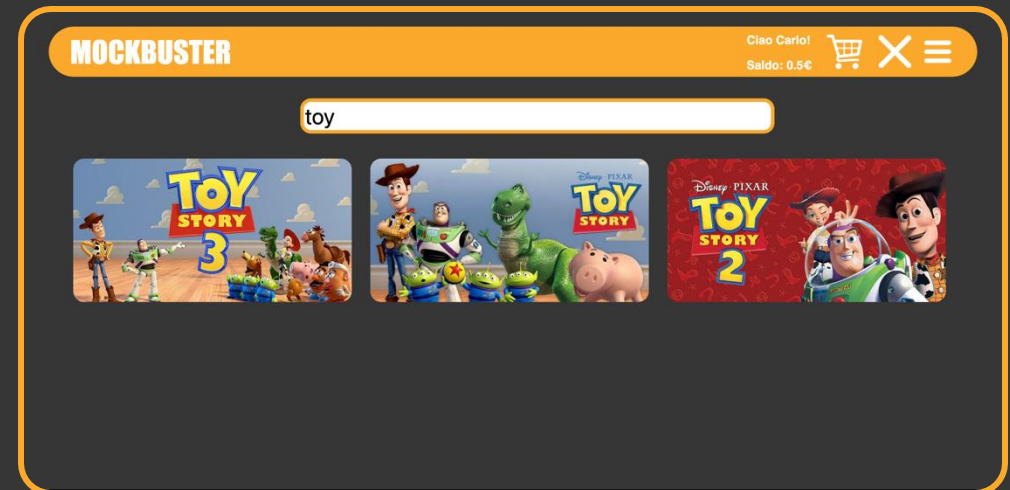 MOCKBUSTER
Ciao Carlo!
Saldo: 0.5€
toy
TOY
STORY
3
DISNEY · PIXAR
TOY
STORY
DISNEY · PIXAR
TOY
STORY
2